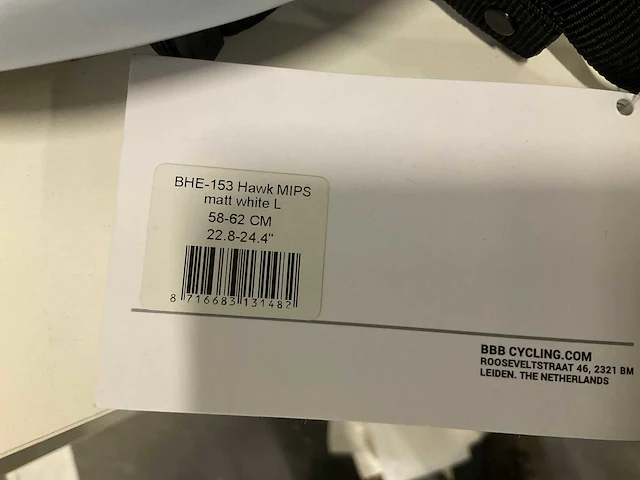 BHE-153 Hawk MIPS
matt white L
58-62 CM
22.8-24.4"
8 716683 131482
BBB CYCLING.COM
ROOSEVELTSTRAAT 46, 2321 BM
LEIDEN. THE NETHERLANDS